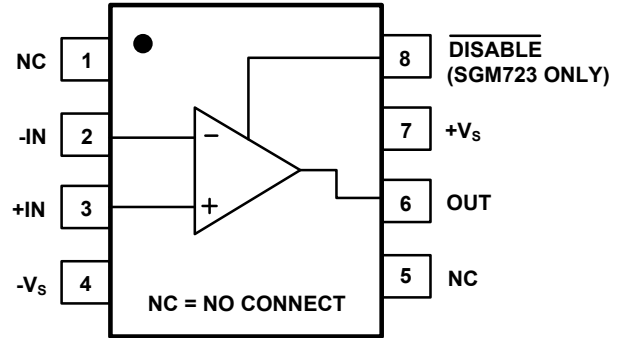 NC 1
-IN 2
+IN 3
-VS 4
−
+
8 DISABLE
(SGM723 ONLY)
7 +VS
6 OUT
5 NC
NC = NO CONNECT